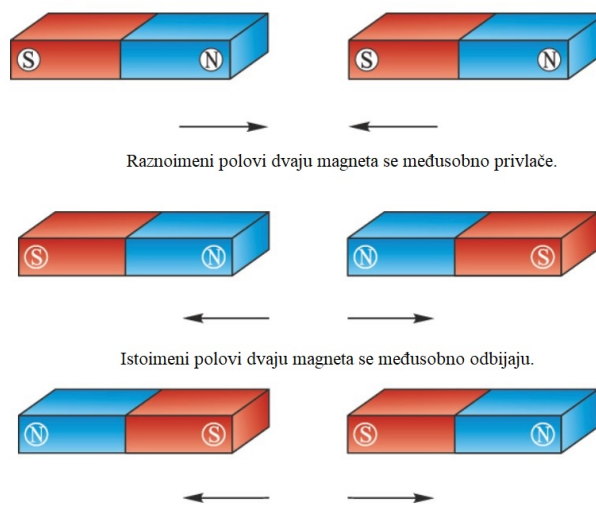 S N S N
Raznoimeni polovi dvaju magneta se međusobno privlače.
S N N S
Istoimeni polovi dvaju magneta se međusobno odbijaju.
N S S N